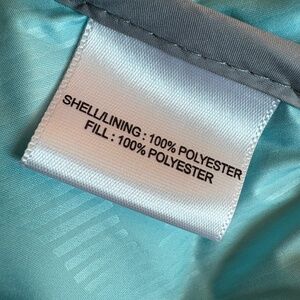 SHELL/LINING : 100% POLYESTER
FILL : 100% POLYESTER